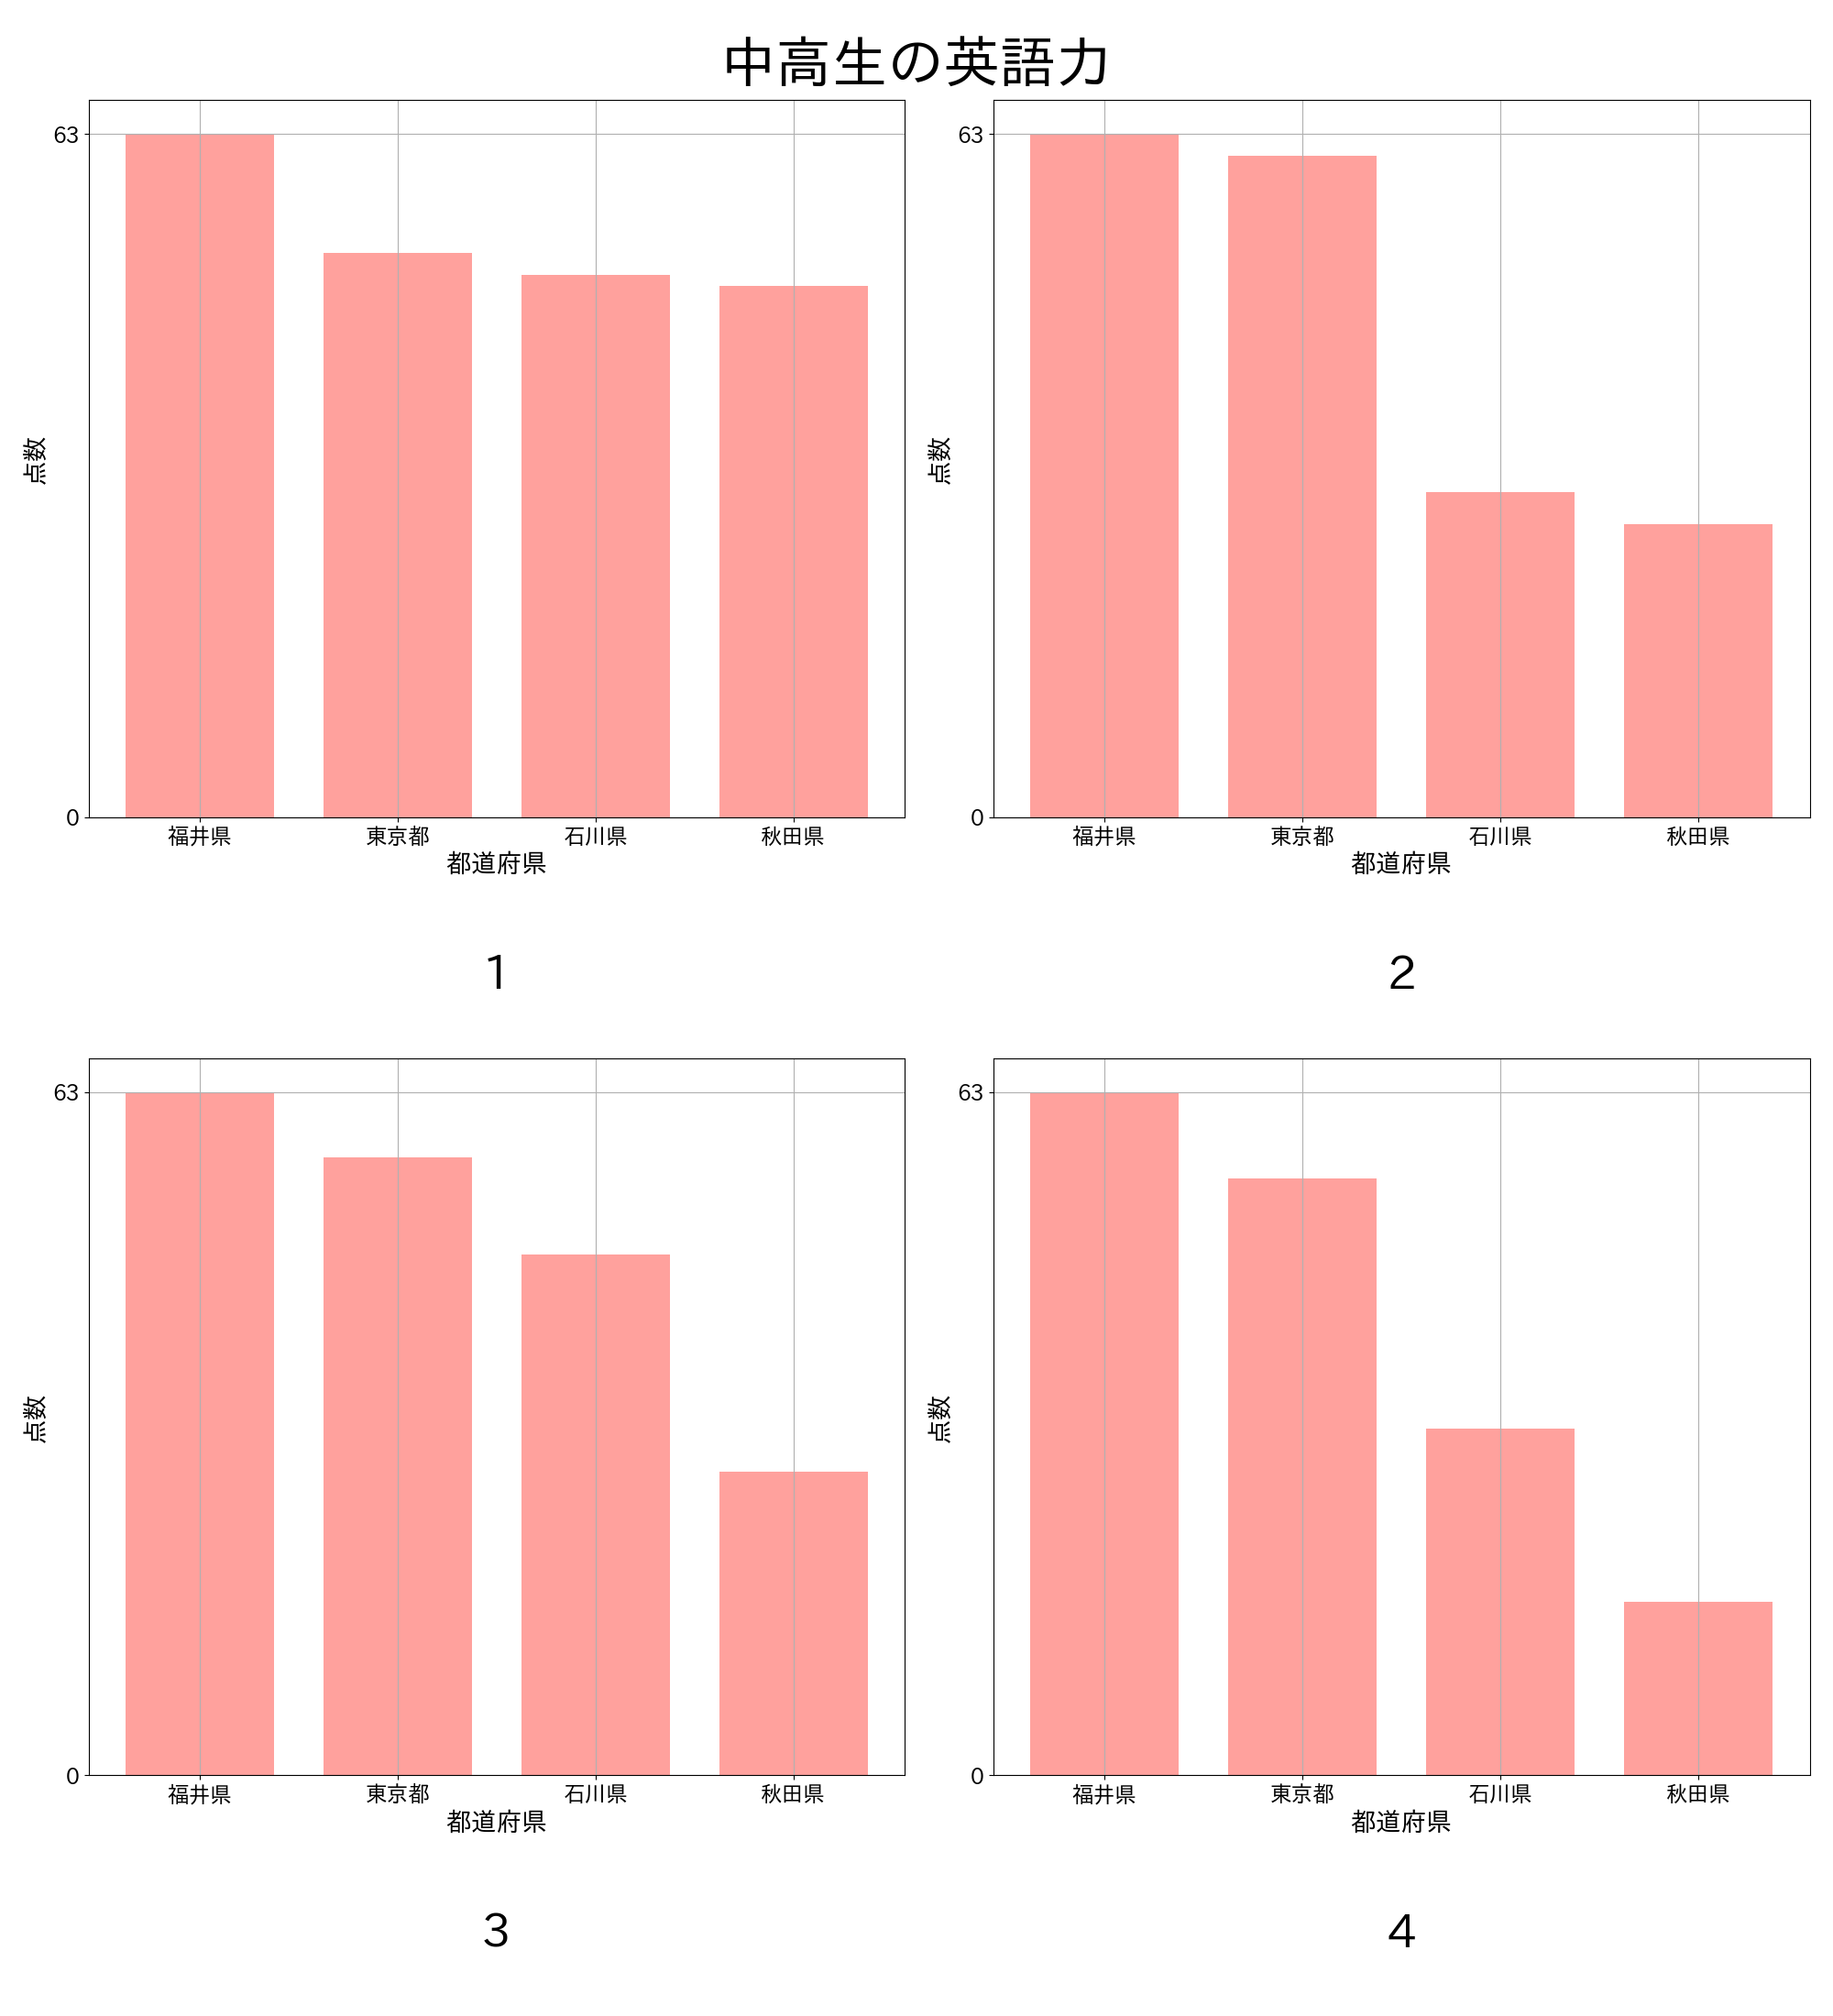 中高生の英語力
63
0
点数
福井県 東京都 石川県 秋田県
都道府県
1
63
0
点数
福井県 東京都 石川県 秋田県
都道府県
2
63
0
点数
福井県 東京都 石川県 秋田県
都道府県
3
63
0
点数
福井県 東京都 石川県 秋田県
都道府県
4